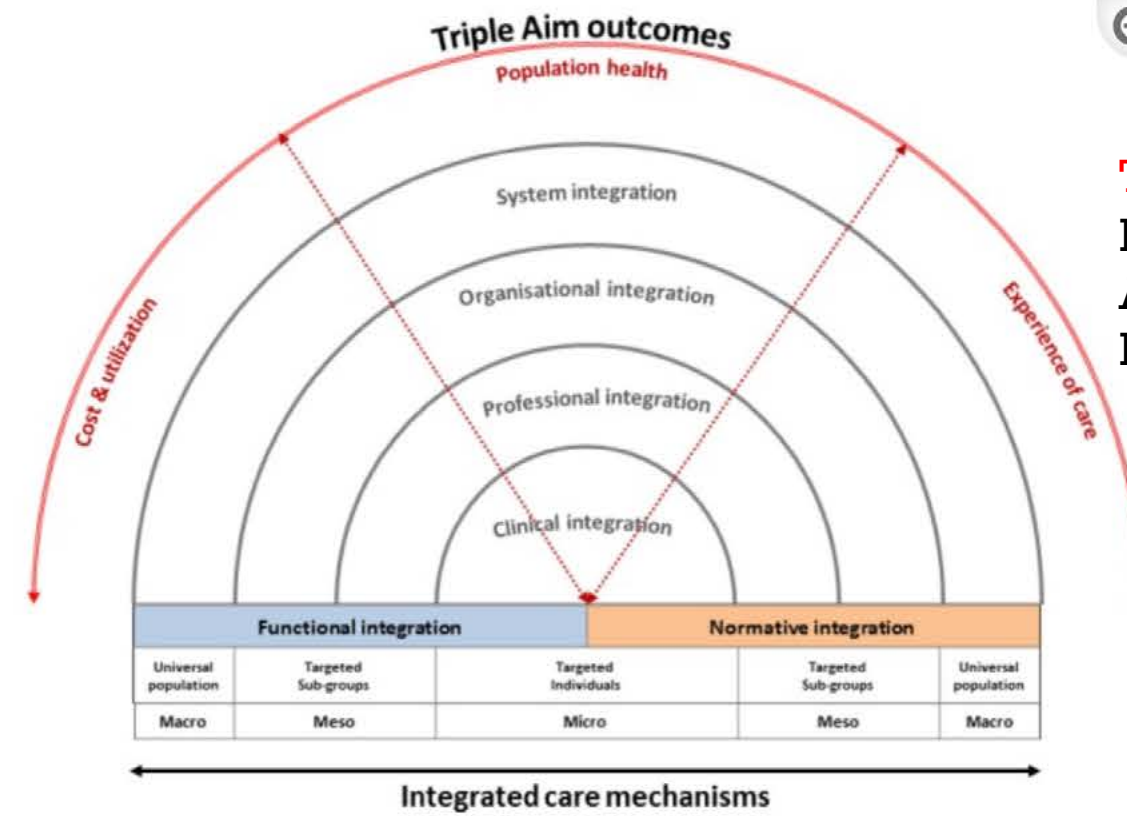 Triple Aim outcomes
Population health
Cost & utilization
Experience of care
System integration
Organisational integration
Professional integration
Clinical integration
Functional integration
Normative integration
Universal
population
Targeted
Sub-groups
Targeted
Individuals
Targeted
Sub-groups
Universal
population
Macro
Meso
Micro
Meso
Macro
Integrated care mechanisms